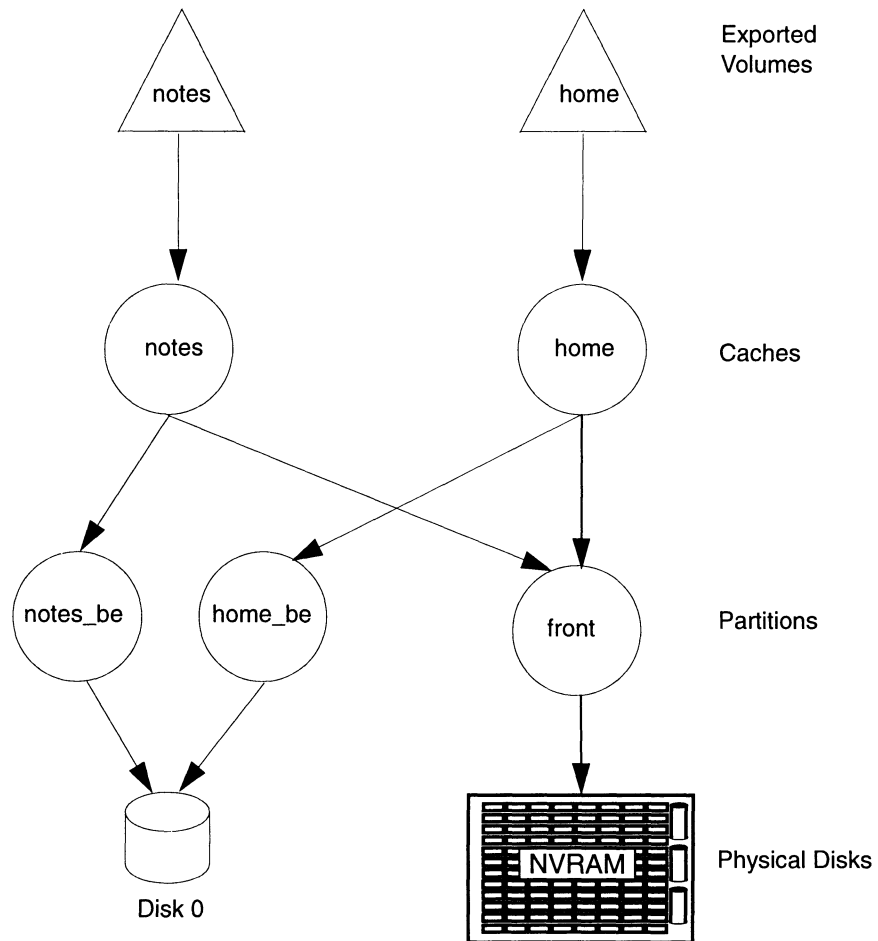 Exported
Volumes
notes
home
notes
home
Caches
notes_be
home_be
front
Partitions
NVRAM
Physical Disks
Disk 0